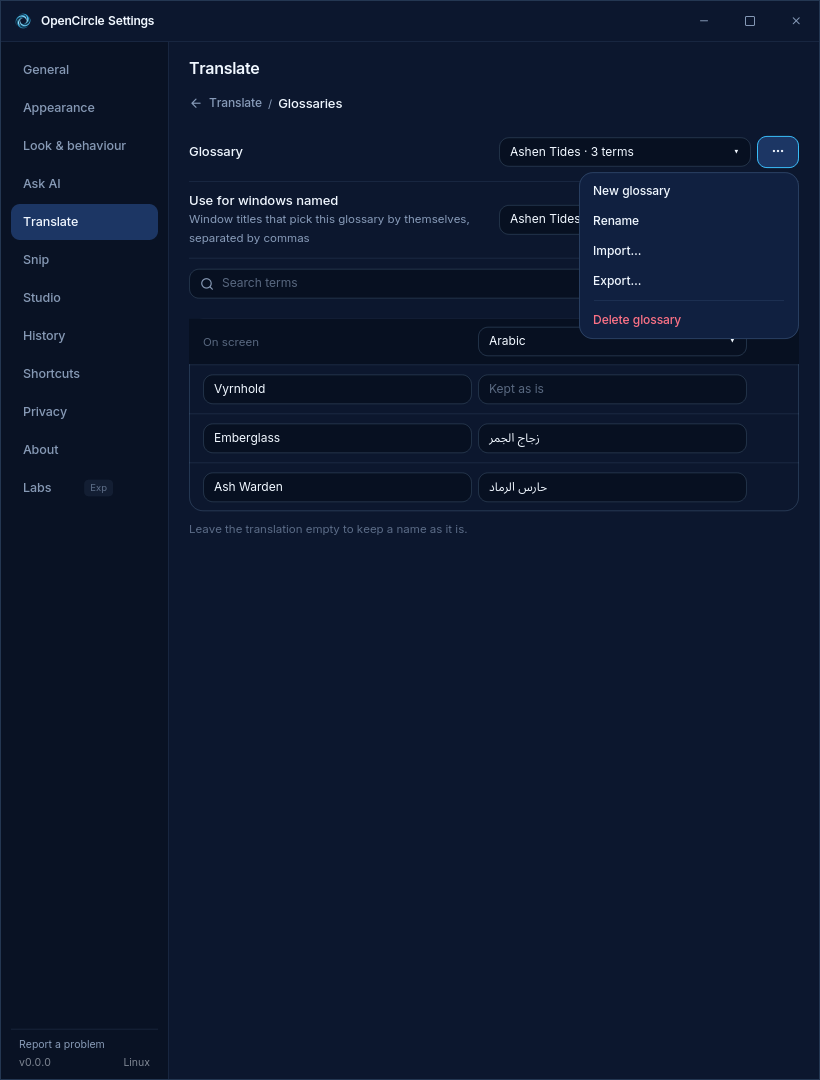 OpenCircle Settings
General
Appearance
Look & behaviour
Ask AI
Translate
Snip
Studio
History
Shortcuts
Privacy
About
Labs Exp
Report a problem
v0.0.0 Linux
Translate
Translate / Glossaries
Glossary
Ashen Tides · 3 terms
...
New glossary
Rename
Import...
Export...
Delete glossary
Use for windows named
Window titles that pick this glossary by themselves,
separated by commas
Ashen Tides
Search terms
On screen Arabic
Vyrnhold Kept as is
Emberglass زجاج الجمر
Ash Warden حارس الرماد
Leave the translation empty to keep a name as it is.